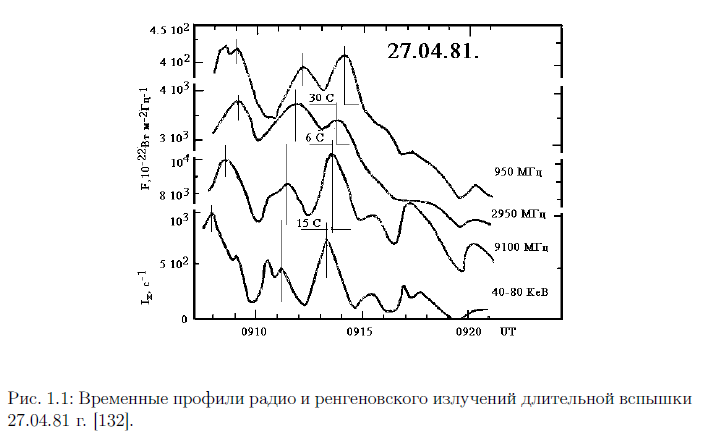 4.5 10²
27.04.81.
4 10²
4 10³
30 С
3 10³
6 С
F,10⁻²²Вт м⁻²Гц⁻¹
10⁴
950 МГц
8 10³
2950 МГц
10³
15 С
9100 МГц
5 10²
Iₓ, с⁻¹
40-80 КеВ
0
0910
0915
0920
UT
Рис. 1.1: Временные профили радио и ренгеновского излучений длительной вспышки
27.04.81 г. [132].